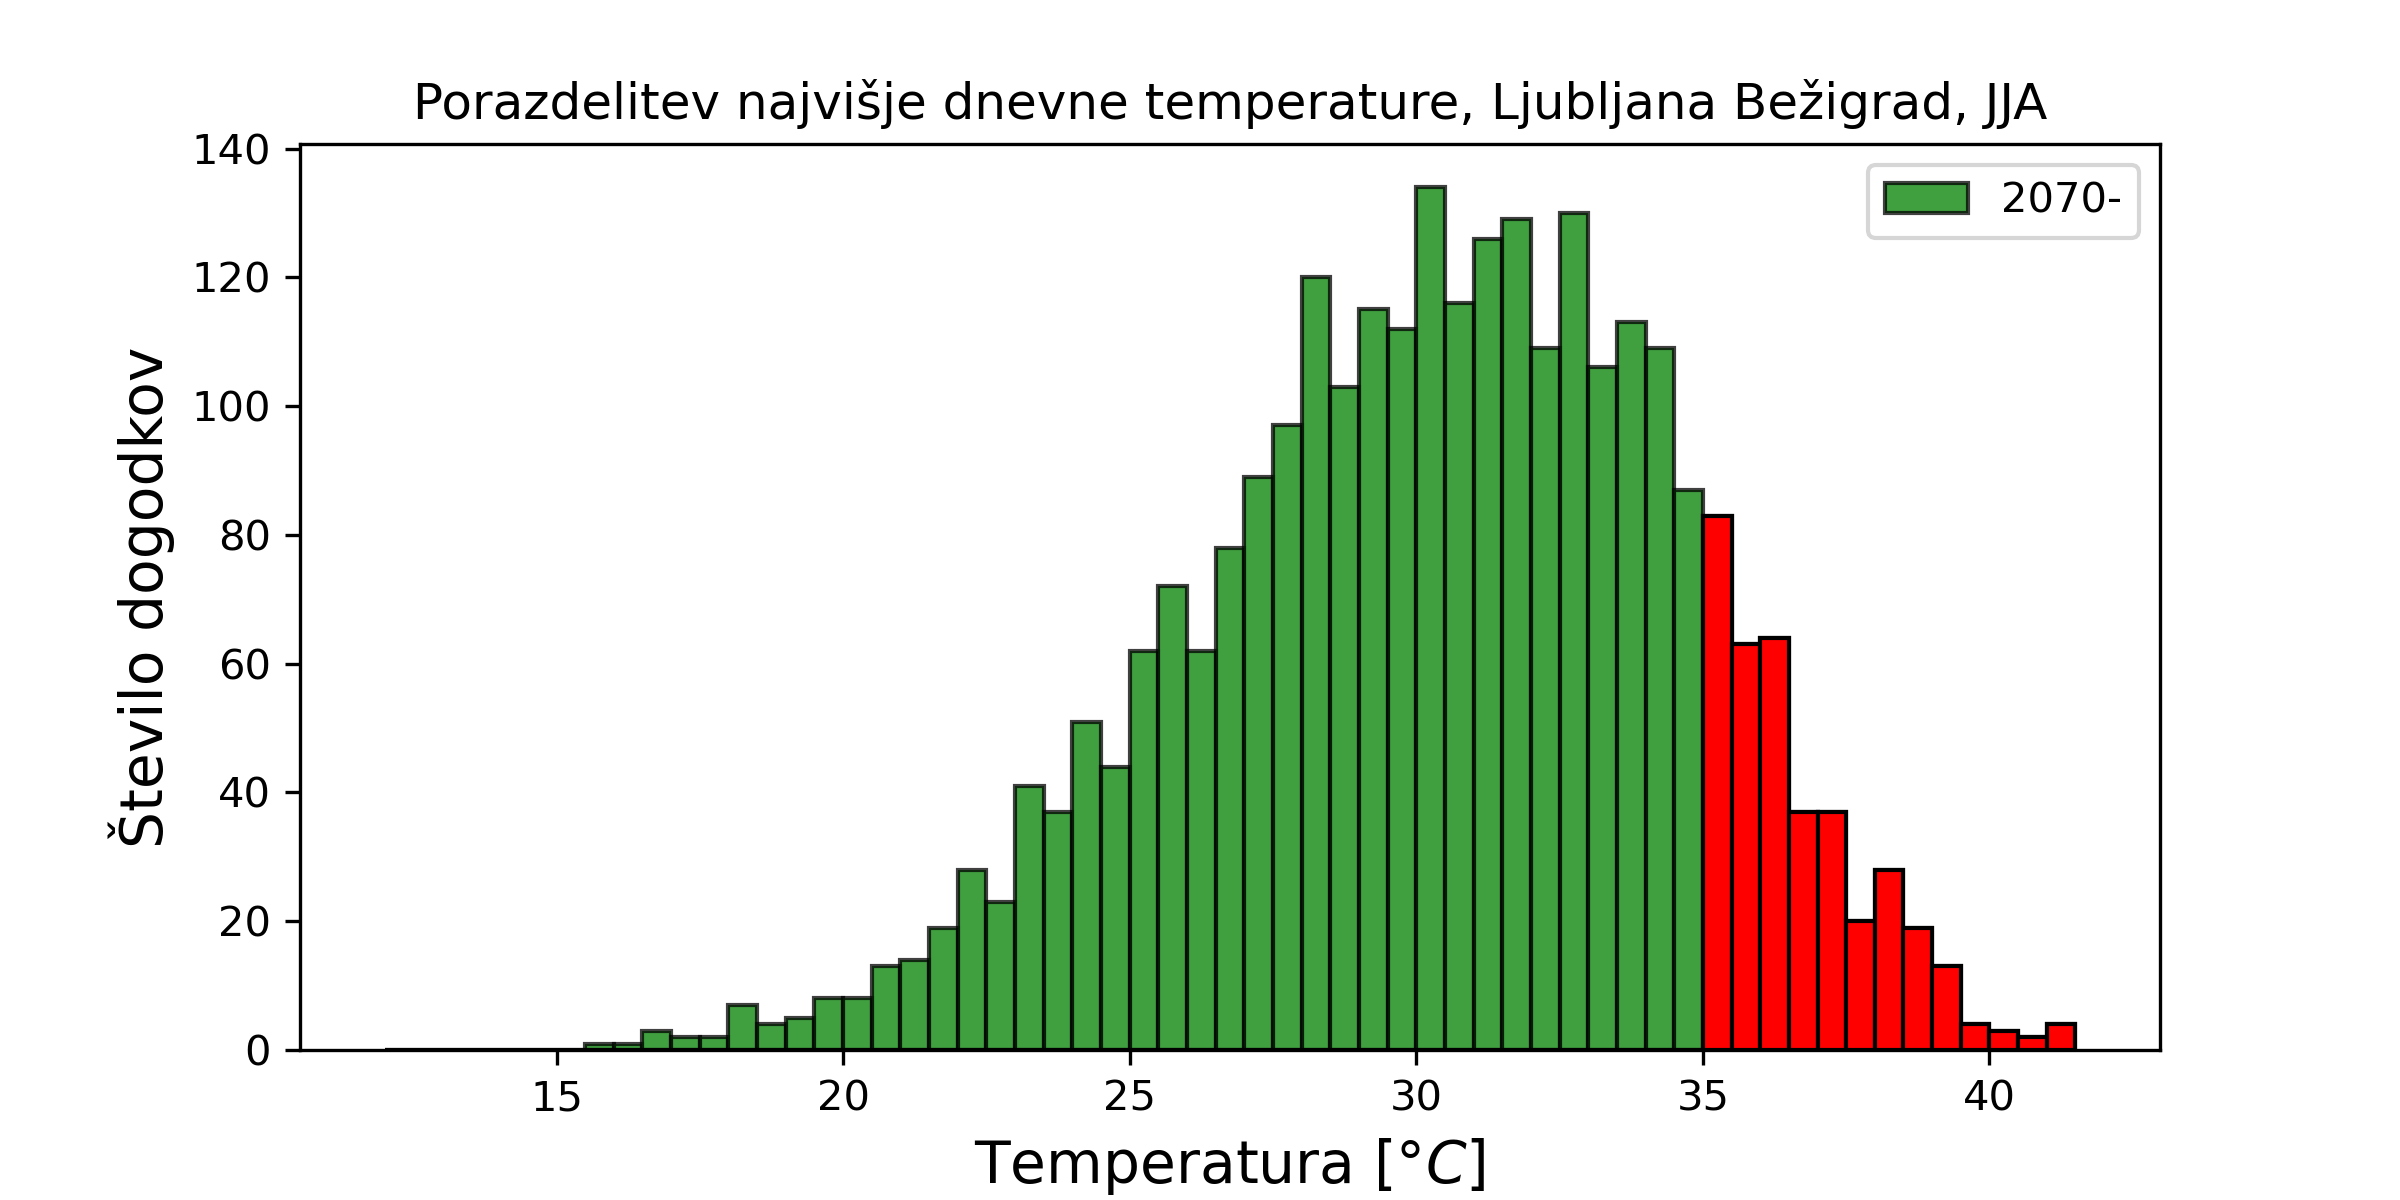 Porazdelitev najvišje dnevne temperature, Ljubljana Bežigrad, JJA
2070-
Število dogodkov
140
120
100
80
60
40
20
0
15 20 25 30 35 40
Temperatura [°C]